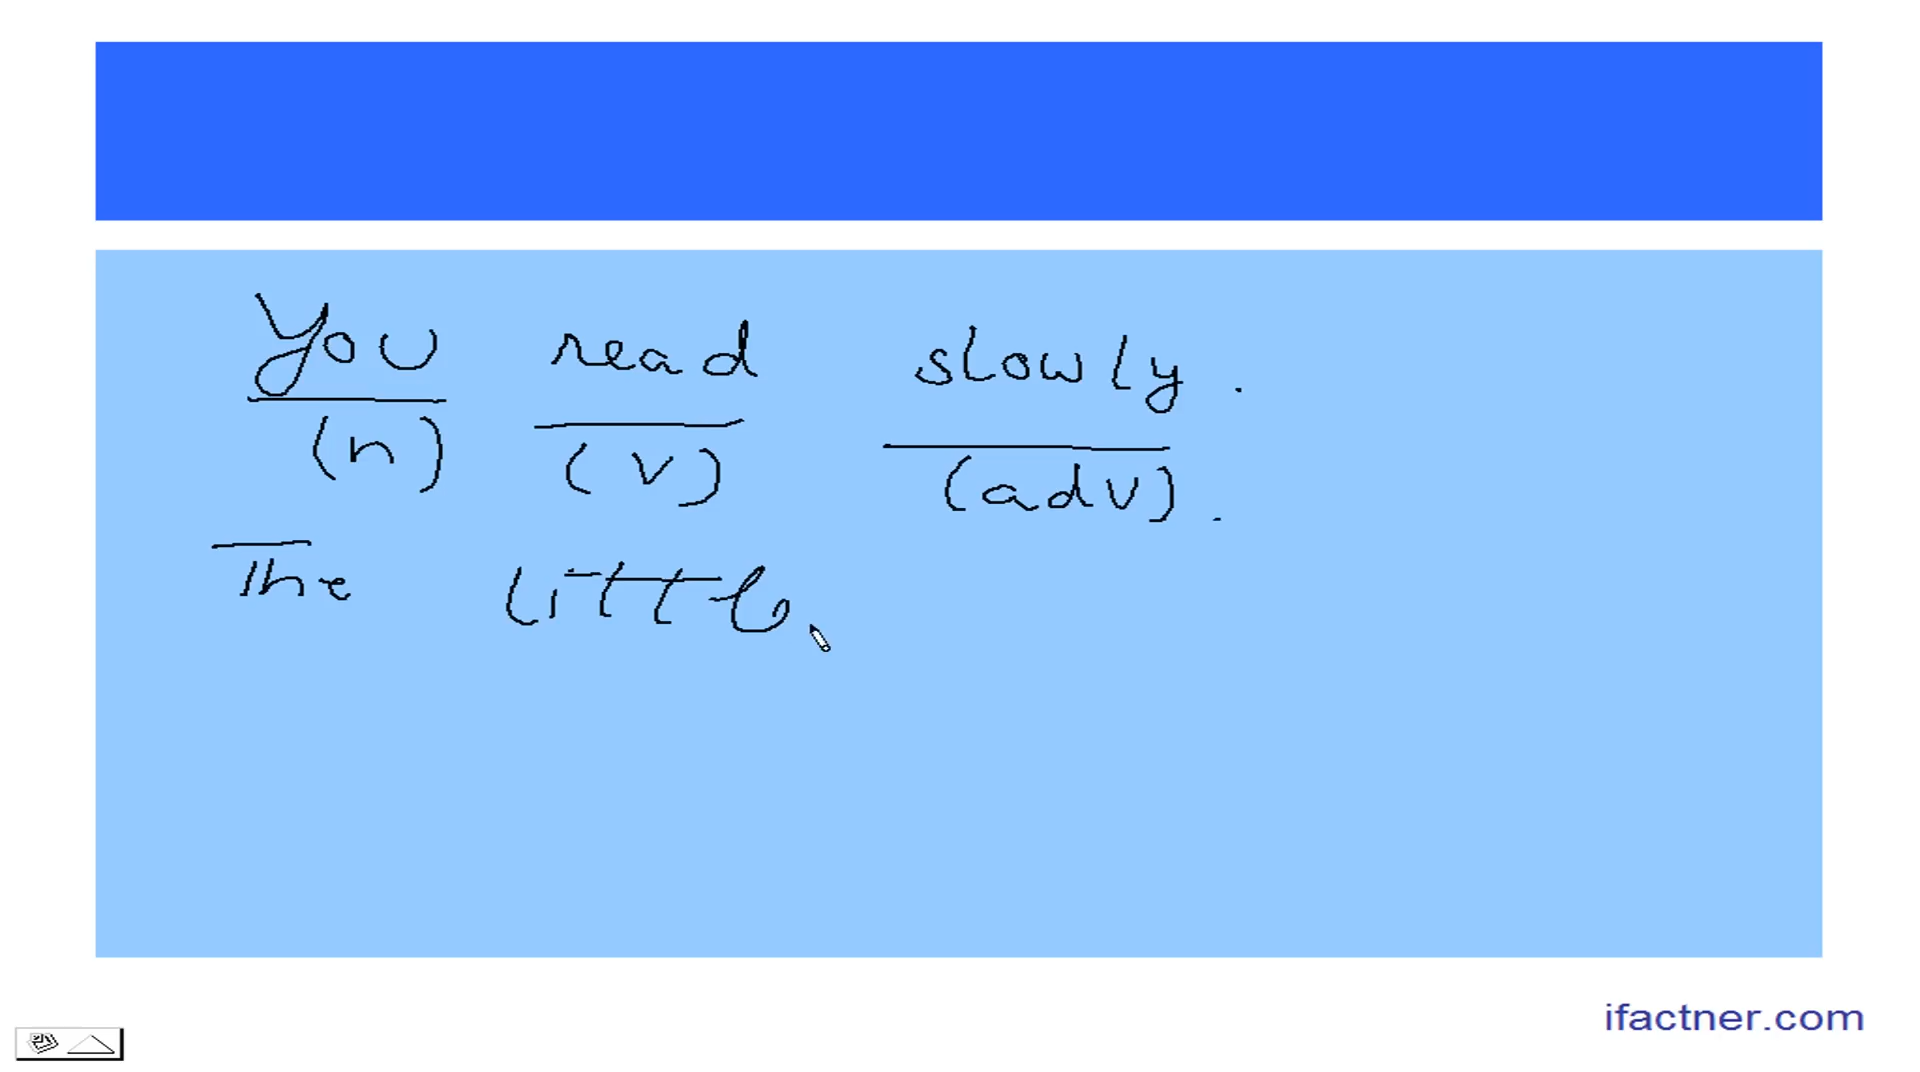 You read slowly.
(n) (v) (adv).
The little
ifactner.com